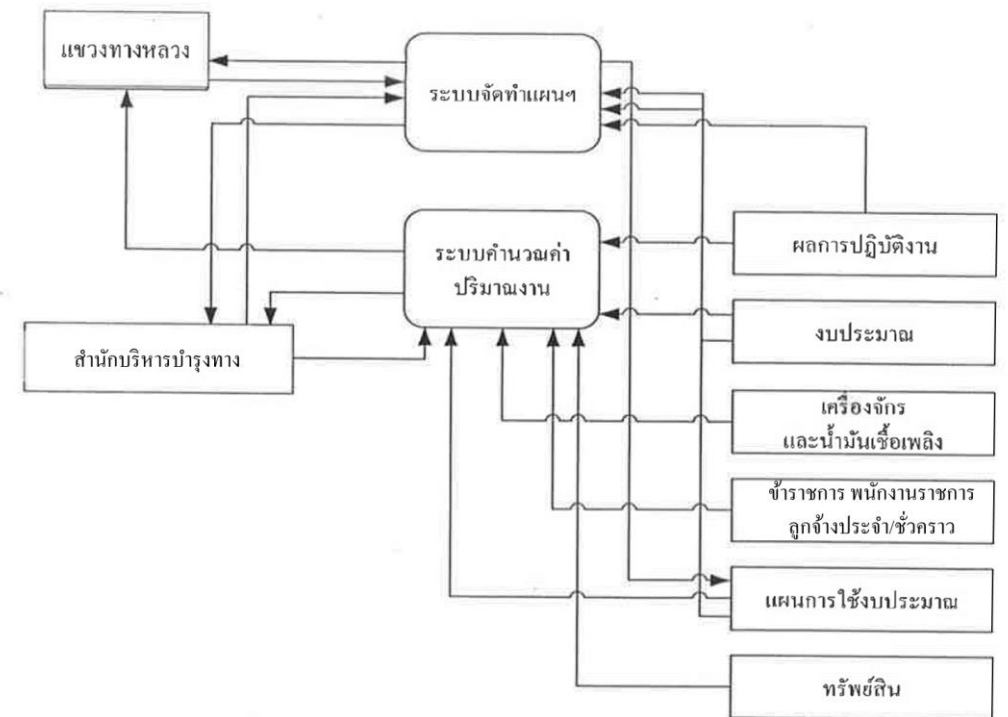 แขวงทางหลวง
ระบบจัดทำแผนฯ
ระบบคำนวณค่า
ปริมาณงาน
ผลการปฏิบัติงาน
งบประมาณ
สำนักบริหารบำรุงทาง
เครื่องจักร
และน้ำมันเชื้อเพลิง
ข้าราชการ พนักงานราชการ
ลูกจ้างประจำ/ชั่วคราว
แผนการใช้งบประมาณ
ทรัพย์สิน